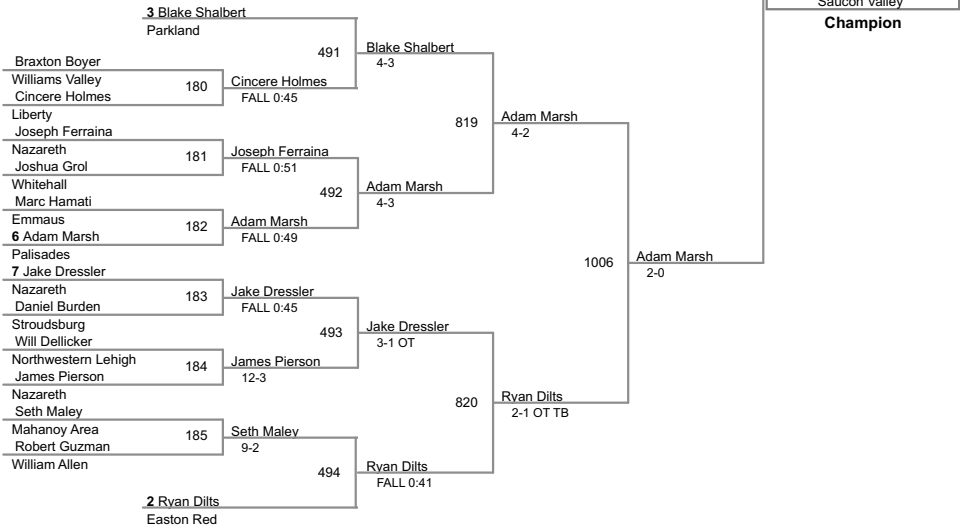 Saucon Valley
Champion
3 Blake Shalbert
Parkland
491
Blake Shalbert
4-3
Braxton Boyer
Williams Valley
180
Cincere Holmes
FALL 0:45
Cincere Holmes
Liberty
819
Adam Marsh
4-2
Joseph Ferraina
Nazareth
181
Joseph Ferraina
FALL 0:51
Joshua Grol
Whitehall
492
Adam Marsh
4-3
Marc Hamati
Emmaus
182
Adam Marsh
FALL 0:49
6 Adam Marsh
Palisades
1006
Adam Marsh
2-0
7 Jake Dressler
Nazareth
183
Jake Dressler
FALL 0:45
Daniel Burden
Stroudsburg
493
Jake Dressler
3-1 OT
Will Dellicker
Northwestern Lehigh
184
James Pierson
12-3
James Pierson
Nazareth
820
Ryan Dilts
2-1 OT TB
Seth Maley
Mahanoy Area
185
Seth Maley
9-2
Robert Guzman
William Allen
494
Ryan Dilts
FALL 0:41
2 Ryan Dilts
Easton Red